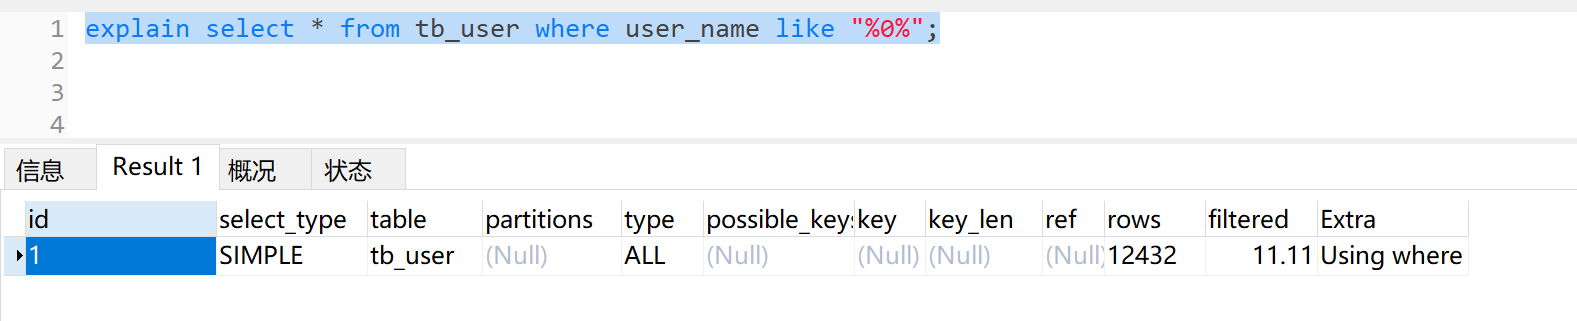 1 explain select * from tb_user where user_name like "%0%";
2
3
4
信息 Result 1 概况 状态
id select_type table partitions type possible_keys key key_len ref rows filtered Extra
1 SIMPLE tb_user (Null) ALL (Null) (Null) (Null) (Null) 12432 11.11 Using where